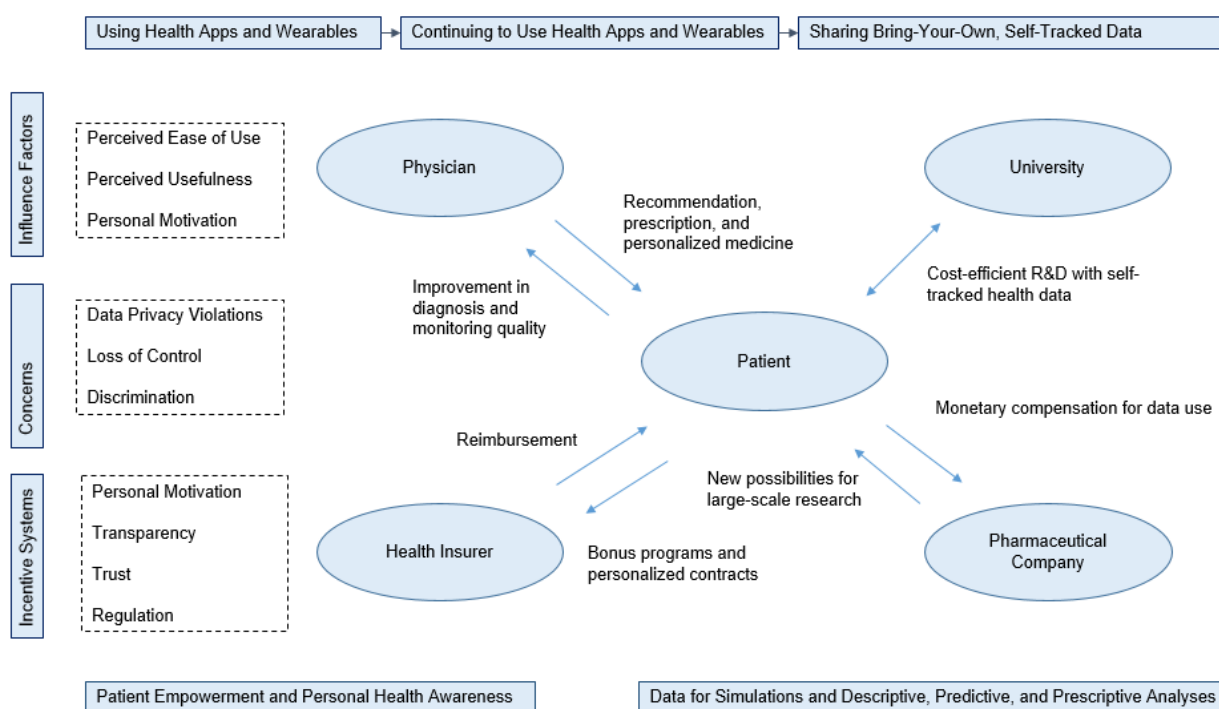 Using Health Apps and Wearables
Continuing to Use Health Apps and Wearables
Sharing Bring-Your-Own, Self-Tracked Data
Influence Factors
Perceived Ease of Use
Perceived Usefulness
Personal Motivation
Physician
University
Recommendation,
prescription, and
personalized medicine
Improvement in
diagnosis and
monitoring quality
Cost-efficient R&D with self-
tracked health data
Concerns
Data Privacy Violations
Loss of Control
Discrimination
Patient
Monetary compensation for data use
Reimbursement
New possibilities for
large-scale research
Incentive Systems
Personal Motivation
Transparency
Trust
Regulation
Health Insurer
Bonus programs and
personalized contracts
Pharmaceutical
Company
Patient Empowerment and Personal Health Awareness
Data for Simulations and Descriptive, Predictive, and Prescriptive Analyses